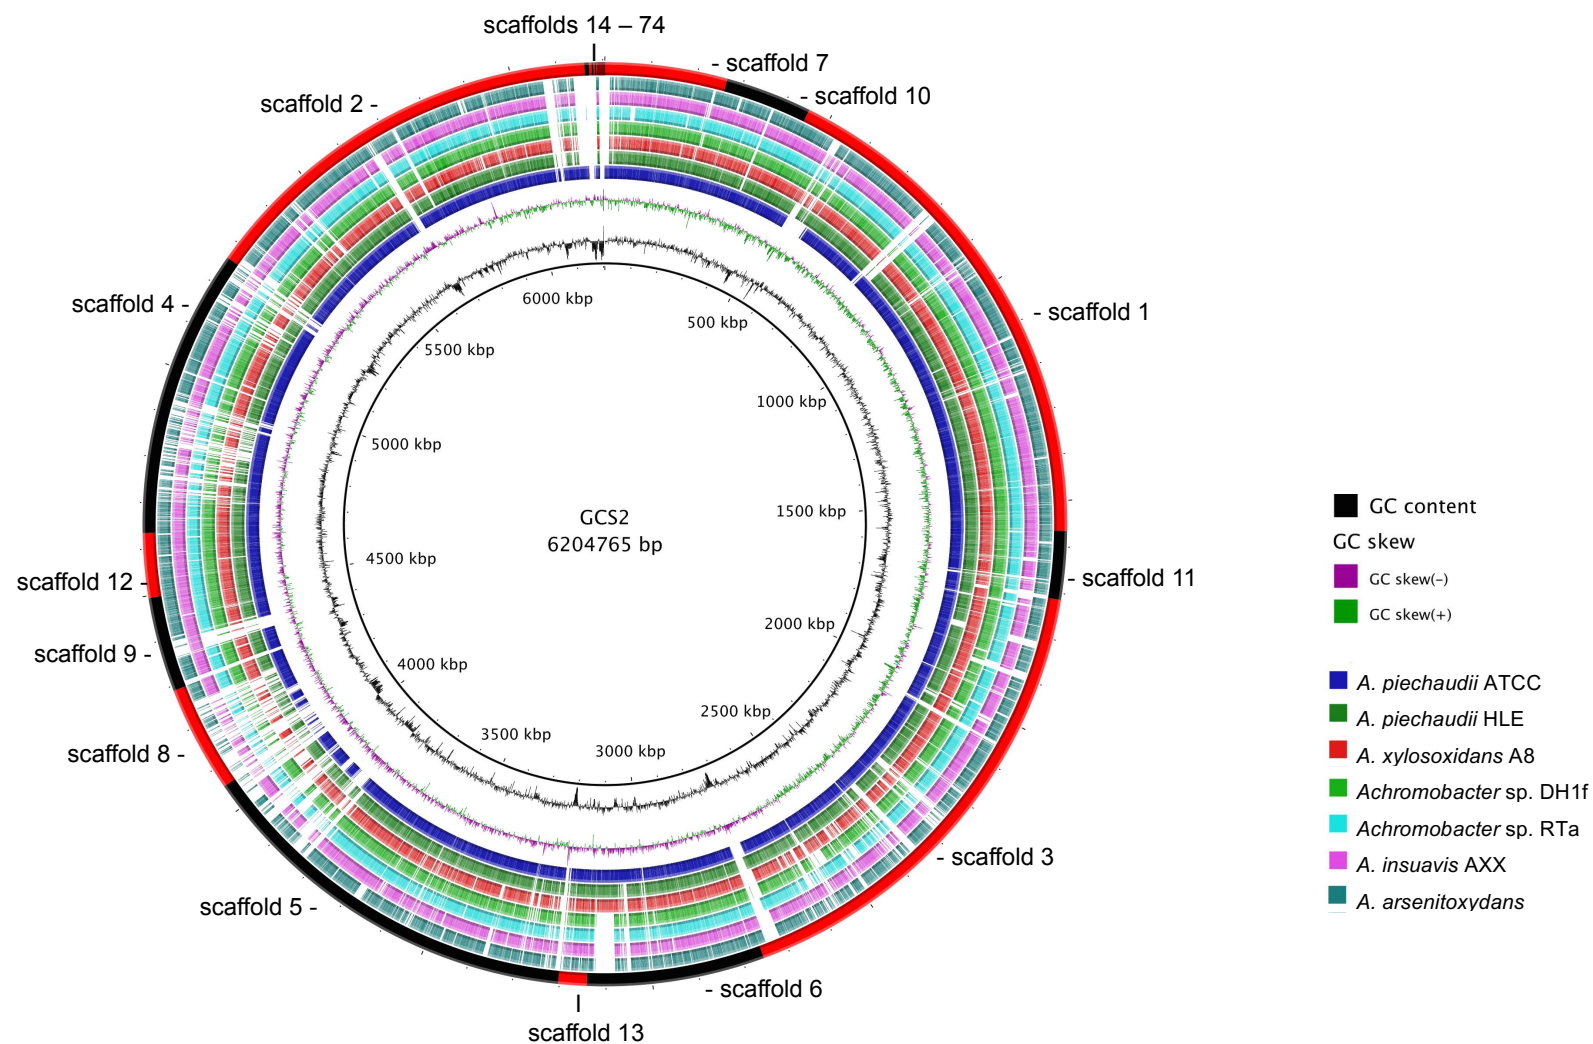 scaffolds 14 – 74
- scaffold 7
- scaffold 10
scaffold 2 -
scaffold 4 -
- scaffold 1
6000 kbp
500 kbp
5500 kbp
1000 kbp
5000 kbp
1500 kbp
GCS2
6204765 bp
4500 kbp
2000 kbp
4000 kbp
2500 kbp
3500 kbp
3000 kbp
scaffold 12 -
- scaffold 11
scaffold 9 -
scaffold 8 -
- scaffold 3
scaffold 5 -
- scaffold 6
scaffold 13
GC content
GC skew
GC skew(-)
GC skew(+)
A. piechaudii ATCC
A. piechaudii HLE
A. xylosoxidans A8
Achromobacter sp. DH1f
Achromobacter sp. RTa
A. insuavis AXX
A. arsenitoxydans